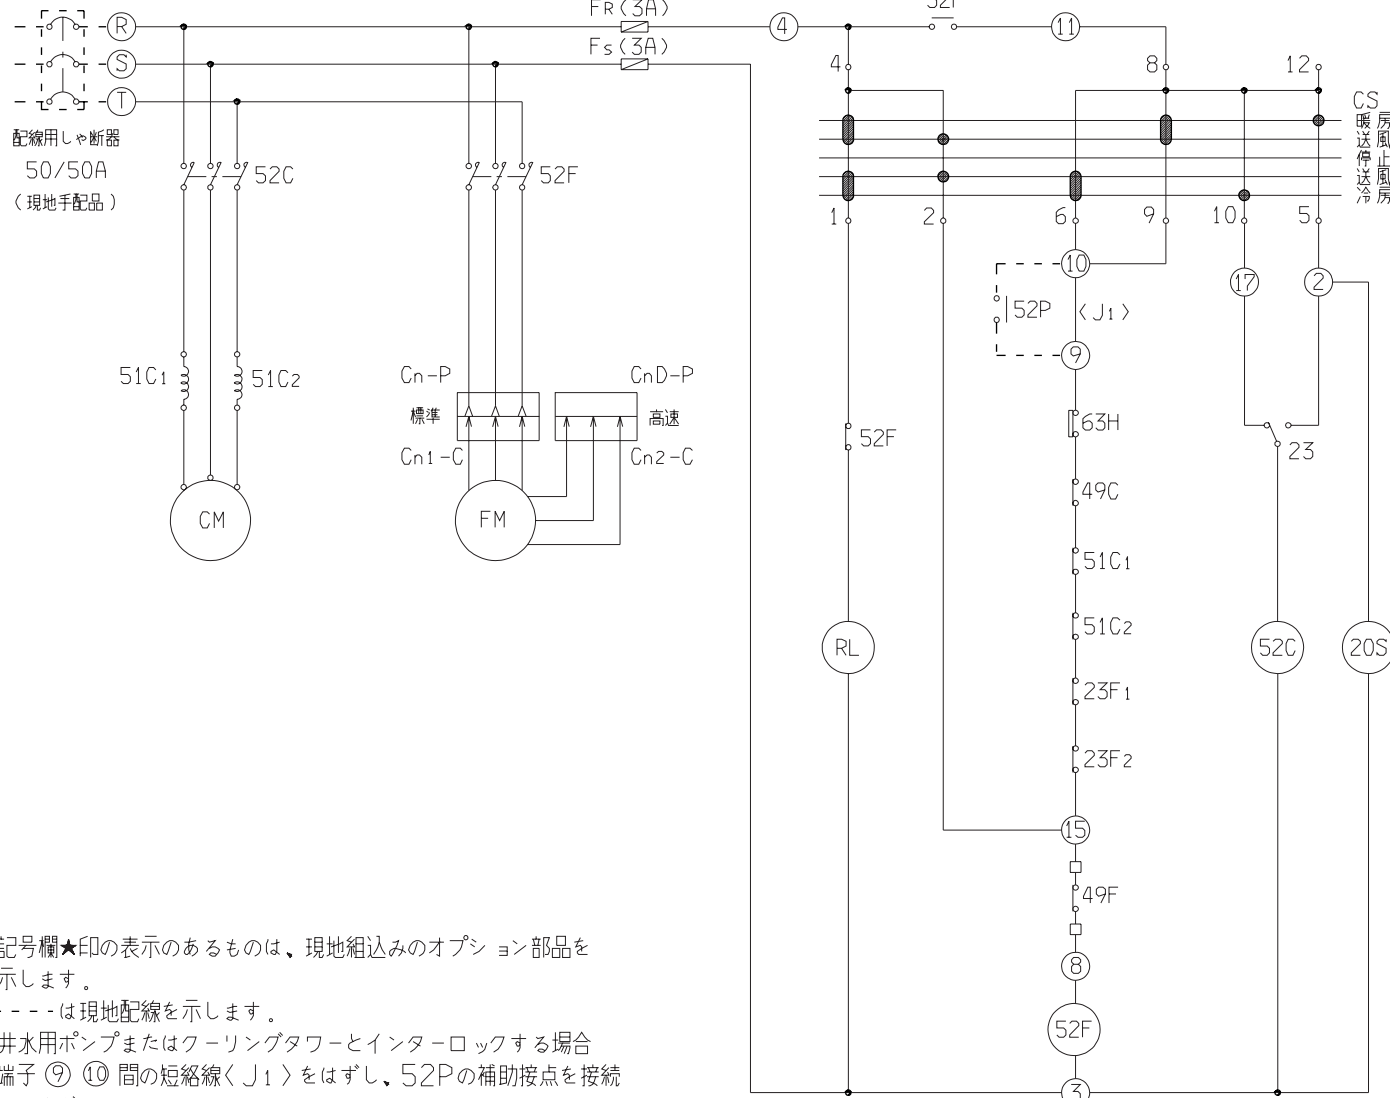 FR(3A)
4
11
R
Fs(3A)
S
4
8
12
T
CS
暖房
送風
停止
送風
冷房
配線用しゃ断器
50/50A
(現地手配品)
52C
52F
1
2
6
9
10
5
10
17
2
52P
〈J1〉
9
51C1
51C2
Cn-P
CnD-P
標準
高速
63H
52F
23
Cn1-C
Cn2-C
49C
CM
FM
51C1
51C2
RL
52C
20S
23F1
23F2
15
49F
8
52F
3
記号欄★印の表示のあるものは、現地組込みのオプション部品を
示します。
----は現地配線を示します。
井水用ポンプまたはクーリングタワーとインターロックする場合
端子 ⑨ ⑩ 間の短絡線〈J1〉をはずし、52Pの補助接点を接続